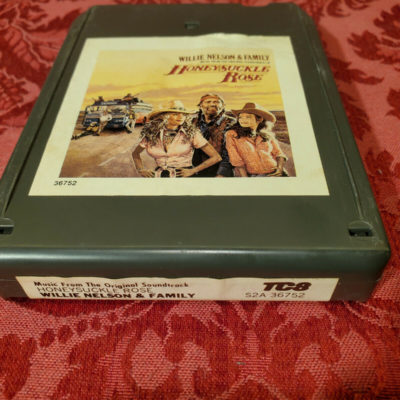 WILLIE NELSON & FAMILY
HONEYSUCKLE
ROSE
36752
Music From The Original Soundtrack
HONEYSUCKLE ROSE
WILLIE NELSON & FAMILY
TC8
S2A 36752